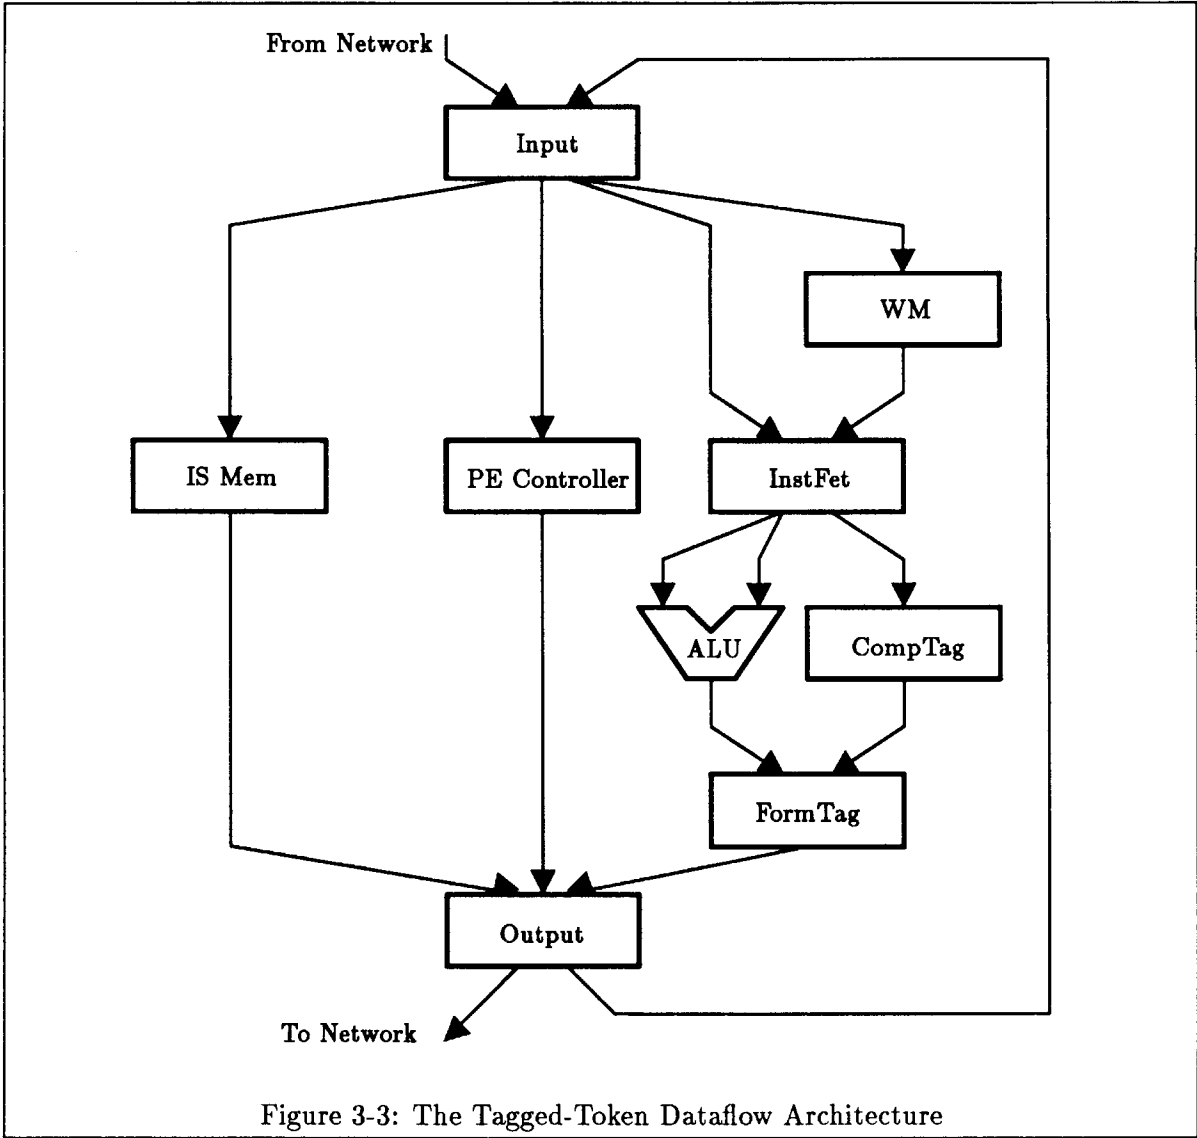 From Network
Input
WM
IS Mem
PE Controller
InstFet
ALU
CompTag
FormTag
Output
To Network
Figure 3-3: The Tagged-Token Dataflow Architecture